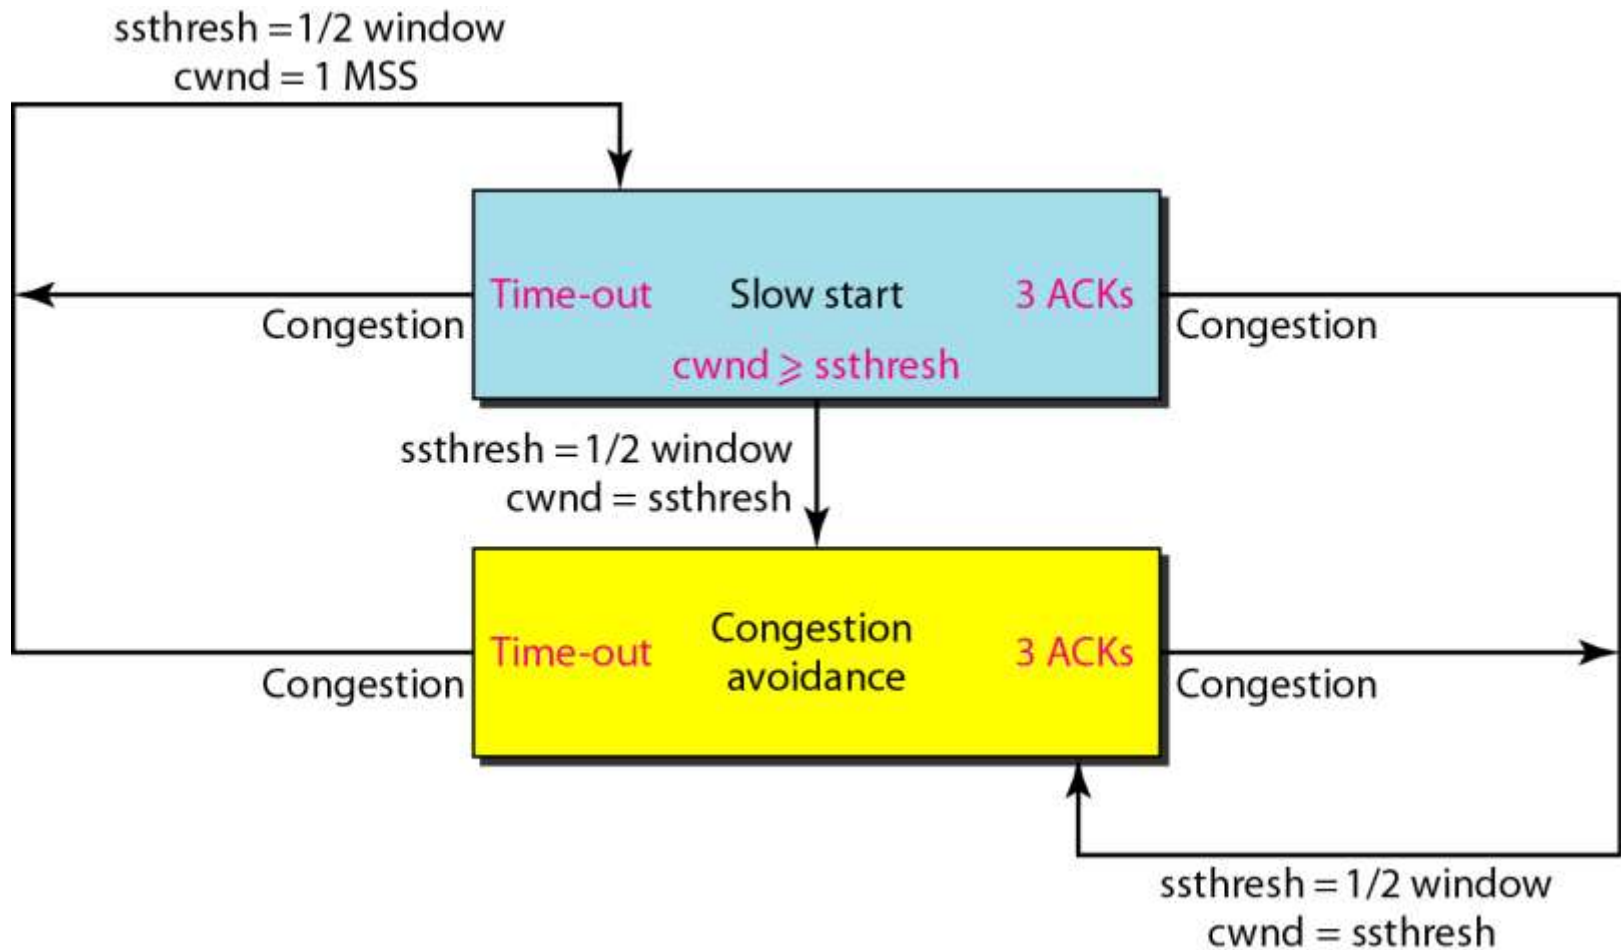 ssthresh = 1/2 window
cwnd = 1 MSS
Time-out
Slow start
3 ACKs
Congestion
Congestion
cwnd ⩾ ssthresh
ssthresh = 1/2 window
cwnd = ssthresh
Time-out
Congestion
avoidance
3 ACKs
Congestion
Congestion
ssthresh = 1/2 window
cwnd = ssthresh